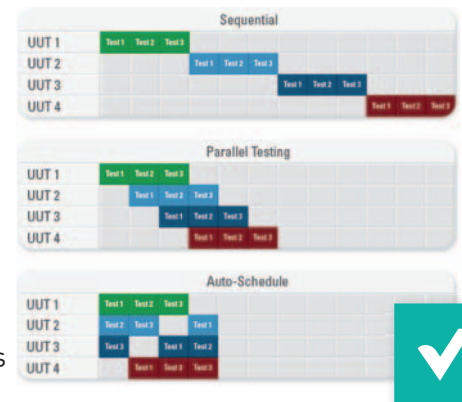 Sequential
UUT 1 Test 1 Test 2 Test 3
UUT 2 Test 1 Test 2 Test 3
UUT 3 Test 1 Test 2 Test 3
UUT 4 Test 1 Test 2 Test 3
Parallel Testing
UUT 1 Test 1 Test 2 Test 3
UUT 2 Test 1 Test 2 Test 3
UUT 3 Test 1 Test 2 Test 3
UUT 4 Test 1 Test 2 Test 3
Auto-Schedule
UUT 1 Test 1 Test 2 Test 3
UUT 2 Test 2 Test 3 Test 1
UUT 3 Test 3 Test 1 Test 2
s UUT 4 Test 1 Test 2 Test 3